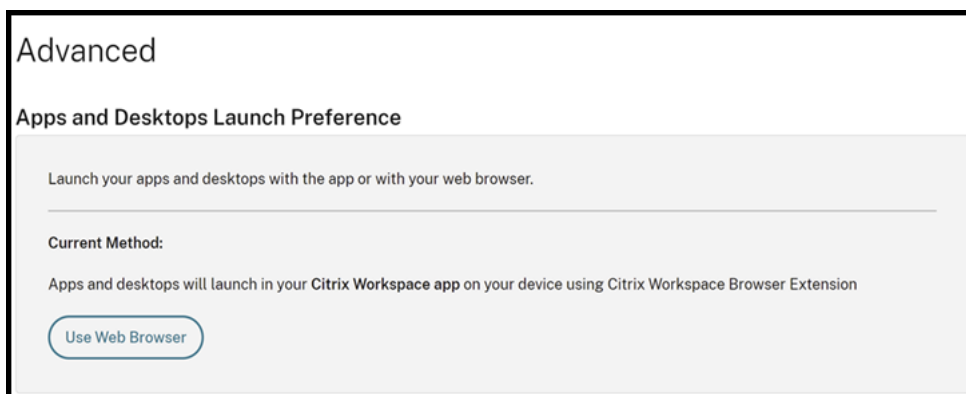 Advanced
Apps and Desktops Launch Preference
Launch your apps and desktops with the app or with your web browser.
Current Method:
Apps and desktops will launch in your Citrix Workspace app on your device using Citrix Workspace Browser Extension
Use Web Browser